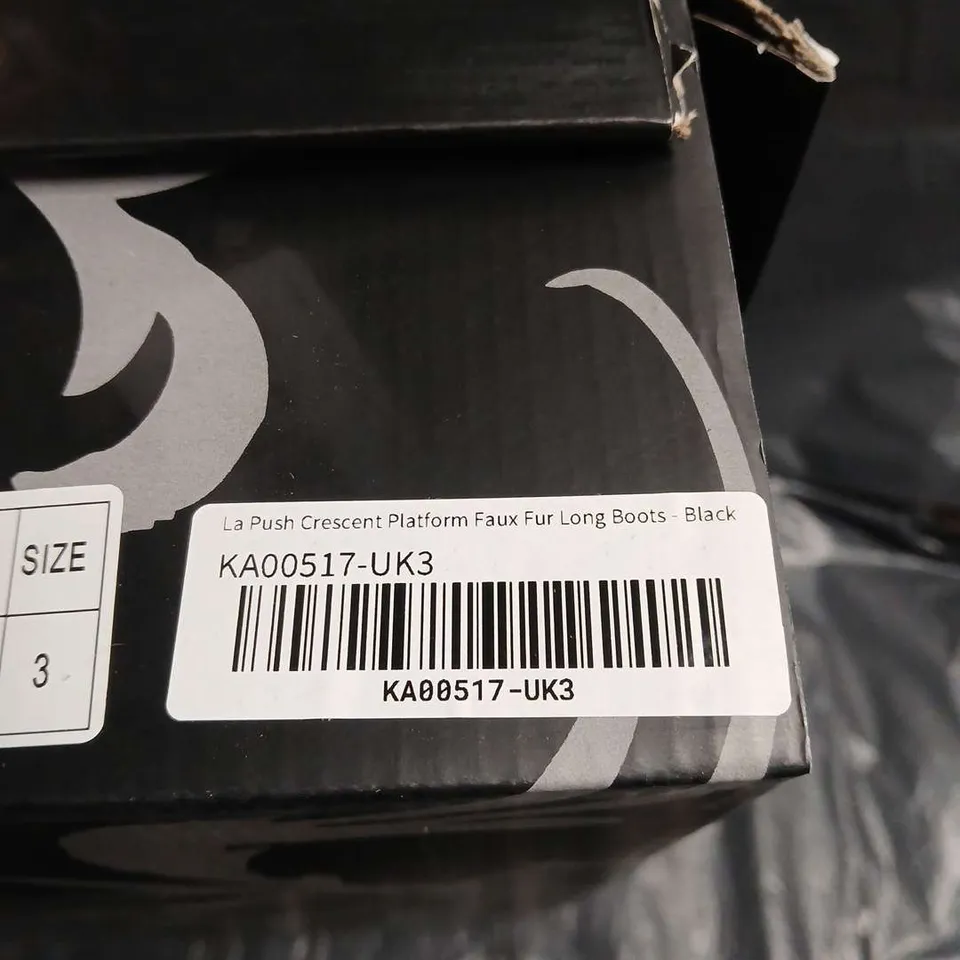 La Push Crescent Platform Faux Fur Long Boots - Black
KA00517-UK3
KA00517-UK3
SIZE
3